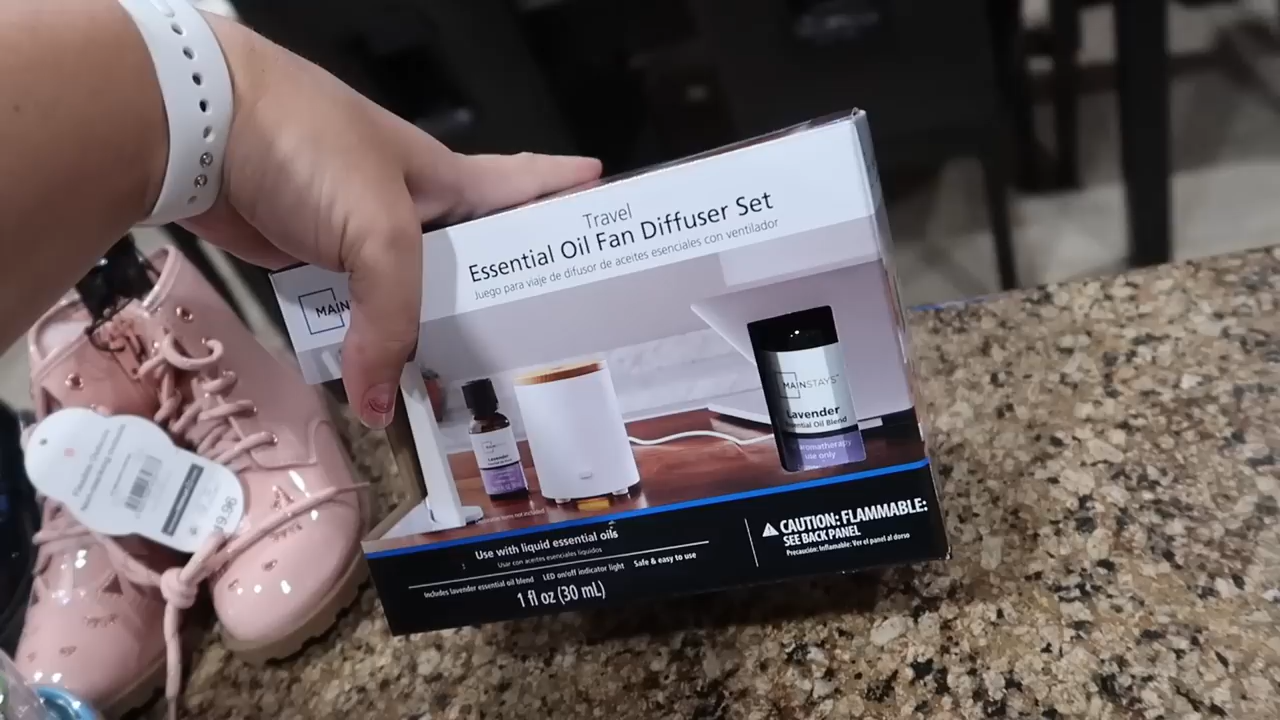 Travel
Essential Oil Fan Diffuser Set
Juego para viaje de difusor de aceites esenciales con ventilador
MAIN
MAINSTAYS
Lavender
Essential Oil Blend
aromatherapy
use only
Lavender
Use with liquid essential oils
Usar con aceites esenciales líquidos
Includes lavender essential oil blend LED on/off indicator light Safe & easy to use
1 fl oz (30 mL)
CAUTION: FLAMMABLE:
SEE BACK PANEL
Precaución: Inflamable: Ver el panel al dorso